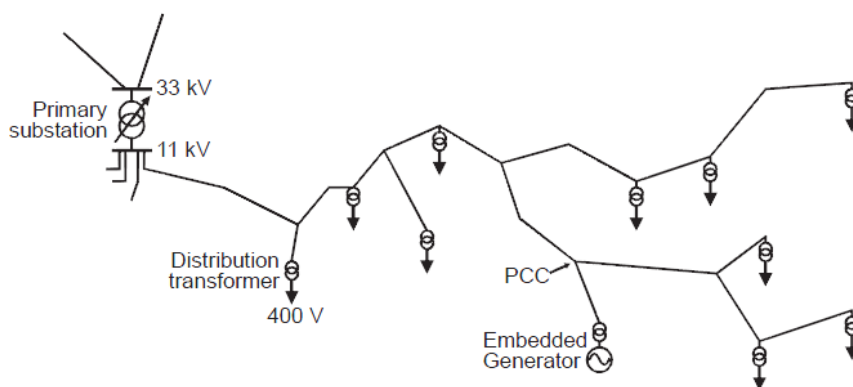 33 kV
Primary
substation
11 kV
Distribution
transformer
400 V
PCC
Embedded
Generator